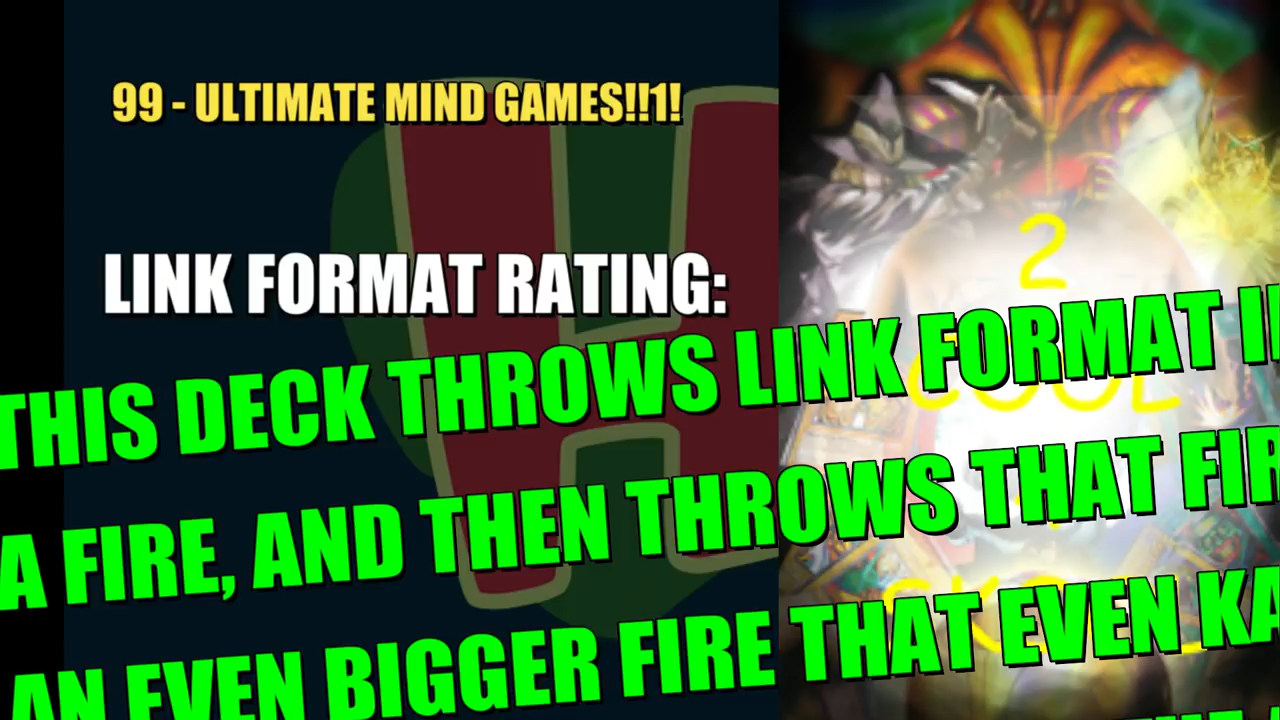 99 - ULTIMATE MIND GAMES!!1!
LINK FORMAT RATING:
THIS DECK THROWS LINK FORMAT
A FIRE, AND THEN THROWS THAT
AN EVEN BIGGER FIRE THAT EVEN
2
COOL